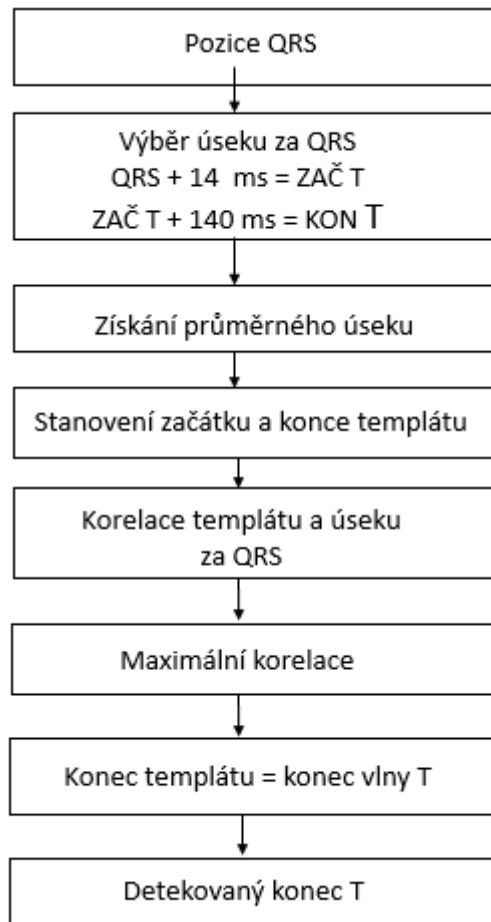 Pozice QRS
Výběr úseku za QRS
QRS + 14 ms = ZAČ T
ZAČ T + 140 ms = KON T
Získání průměrného úseku
Stanovení začátku a konce templátu
Korelace templátu a úseku
za QRS
Maximální korelace
Konec templátu = konec vlny T
Detekovaný konec T